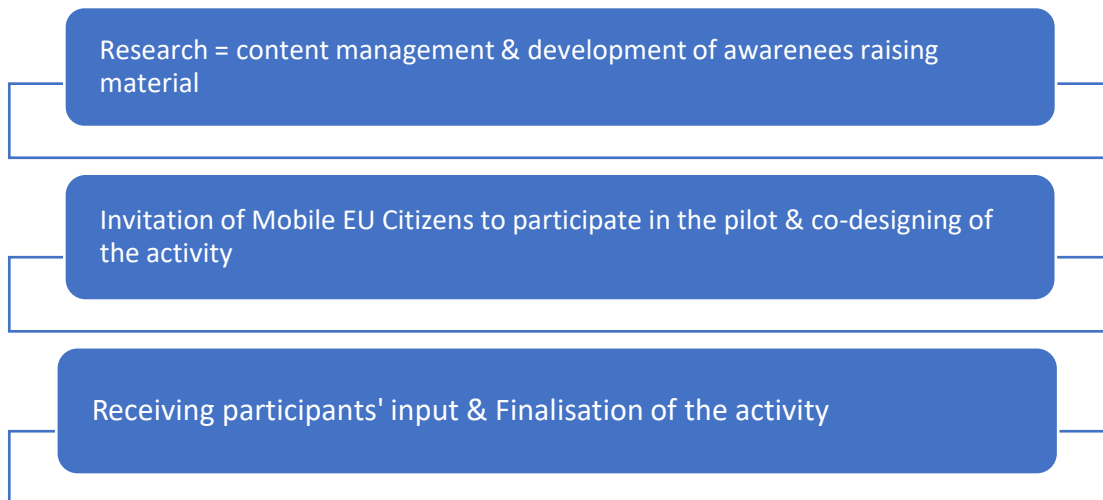 Research = content management & development of awarenees raising
material
Invitation of Mobile EU Citizens to participate in the pilot & co-designing of
the activity
Receiving participants' input & Finalisation of the activity